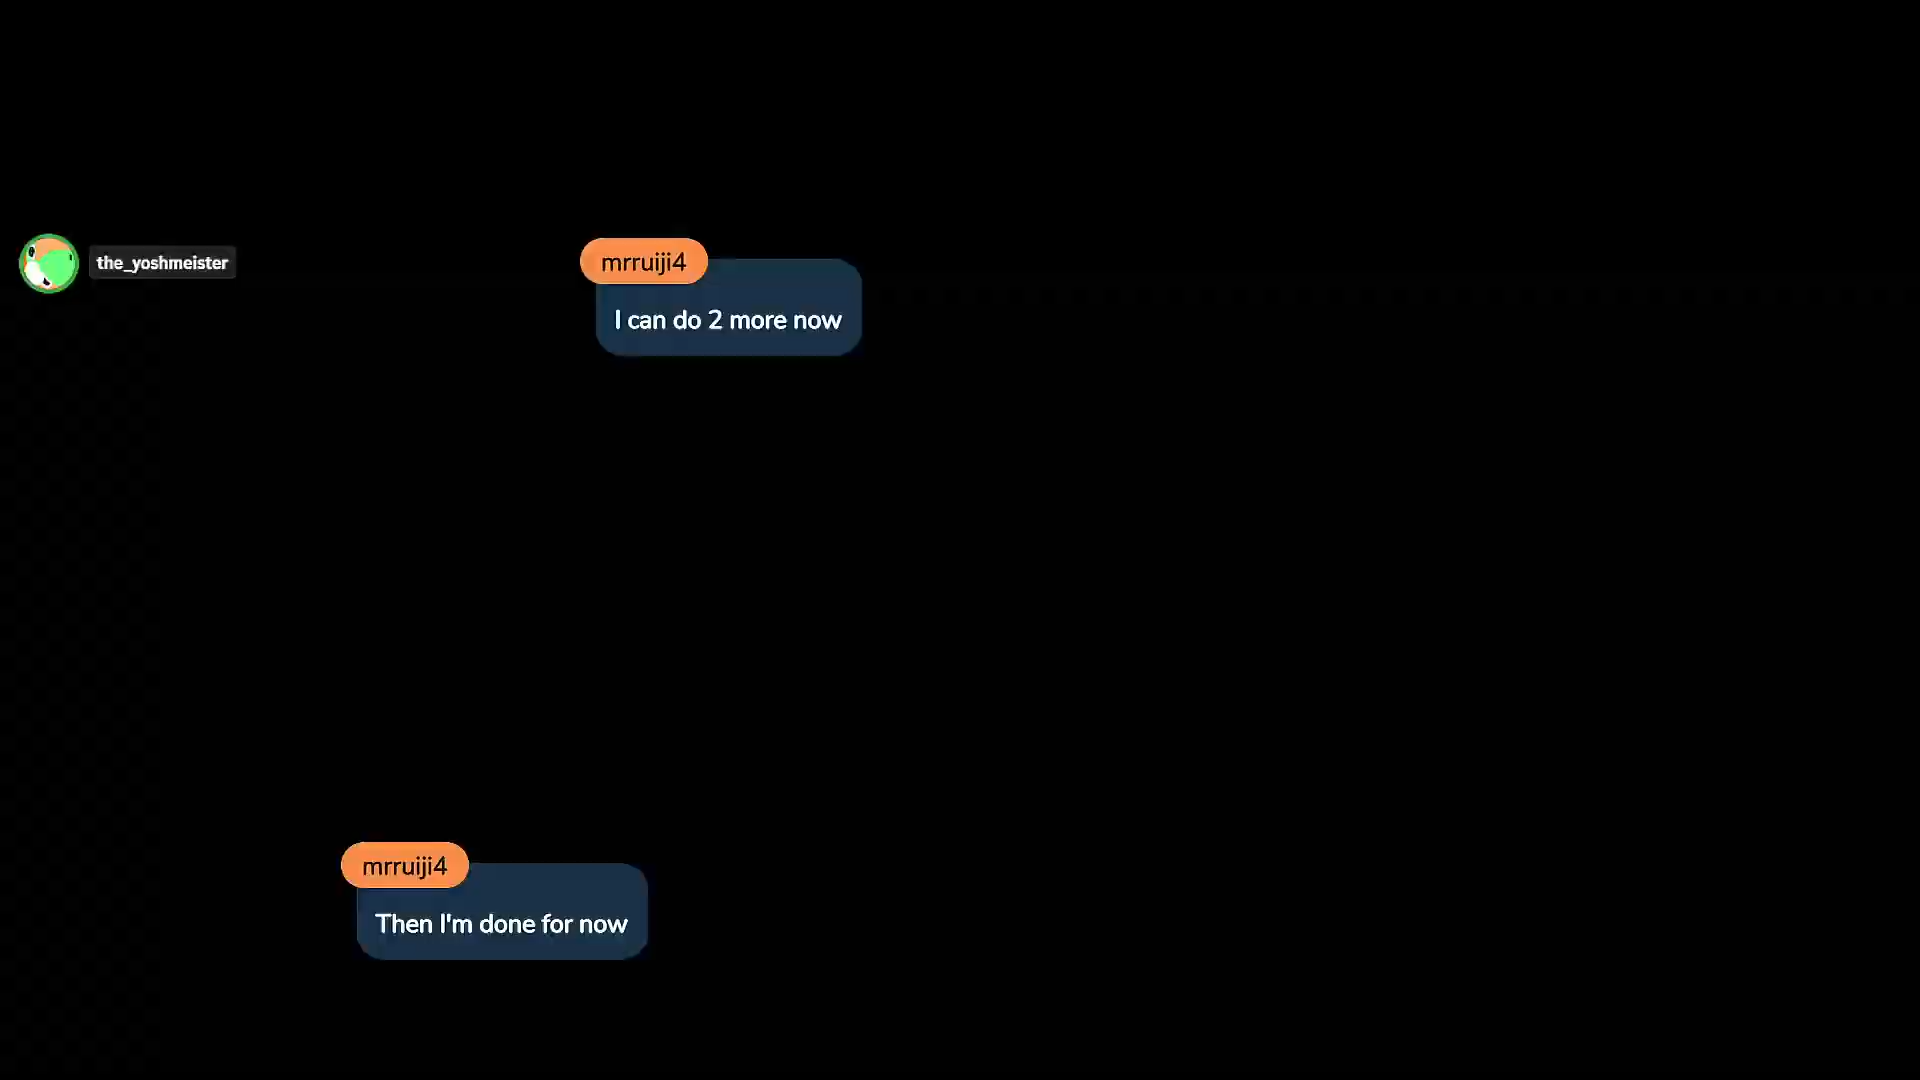 the_yoshmeister
mrruiji4
I can do 2 more now
mrruiji4
Then I'm done for now